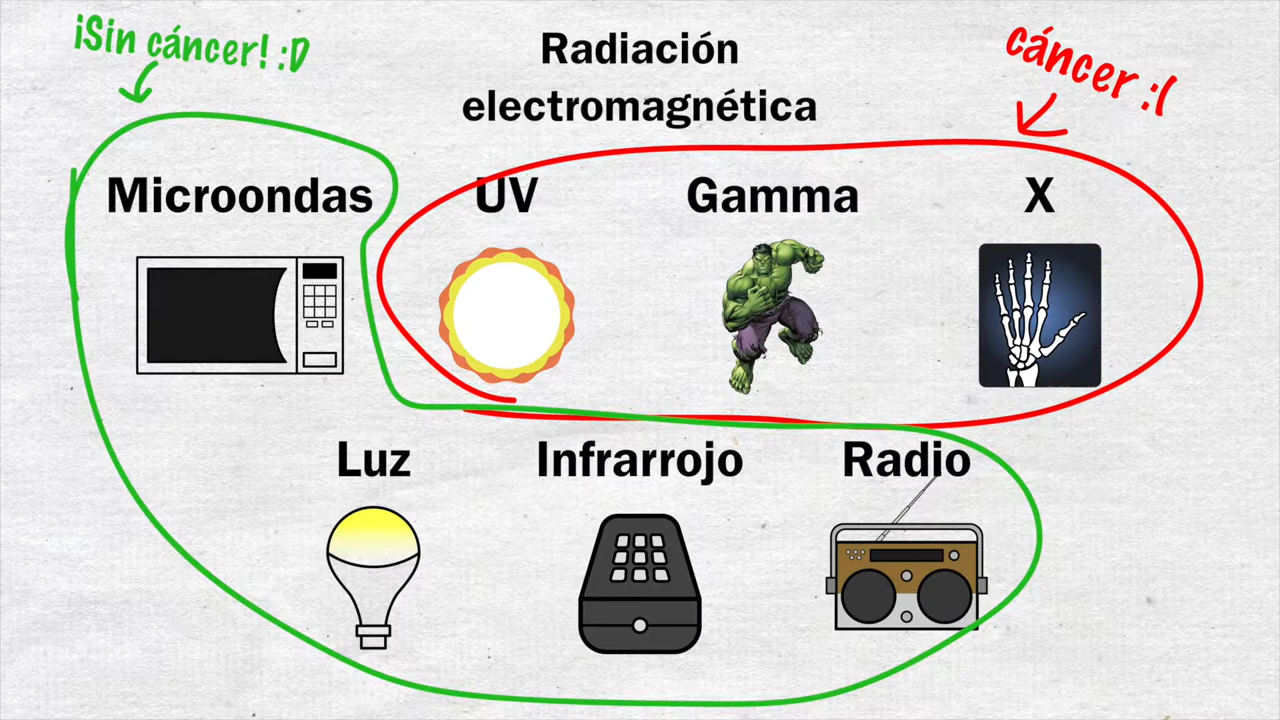 ¡Sin cáncer! :D
Radiación
electromagnética
cáncer :(
Microondas
UV
Gamma
X
Luz
Infrarrojo
Radio